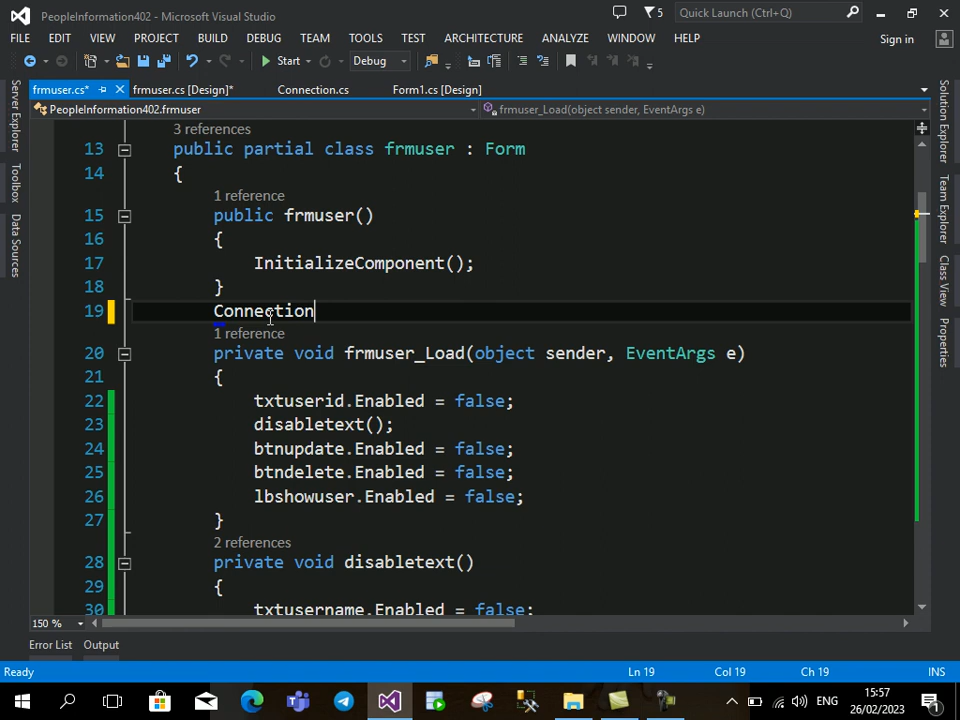 PeopleInformation402 - Microsoft Visual Studio
5
Quick Launch (Ctrl+Q)
FILE EDIT VIEW PROJECT BUILD DEBUG TEAM TOOLS TEST ARCHITECTURE ANALYZE WINDOW HELP
Sign in
Start
Debug
frmuser.cs*
frmuser.cs [Design]*
Connection.cs
Form1.cs [Design]
PeopleInformation402.frmuser
frmuser_Load(object sender, EventArgs e)
Server Explorer
Toolbox
Data Sources
3 references
13 public partial class frmuser : Form
14 {
1 reference
15 public frmuser()
16 {
17 InitializeComponent();
18 }
19 Connection
1 reference
20 private void frmuser_Load(object sender, EventArgs e)
21 {
22 txtuserid.Enabled = false;
23 disabletext();
24 btnupdate.Enabled = false;
25 btndelete.Enabled = false;
26 lbshowuser.Enabled = false;
27 }
2 references
28 private void disabletext()
29 {
30 txtusername.Enabled = false;
Solution Explorer
Team Explorer
Class View
Properties
150 %
Error List
Output
Ready
Ln 19
Col 19
Ch 19
INS
ENG
15:57
26/02/2023
1